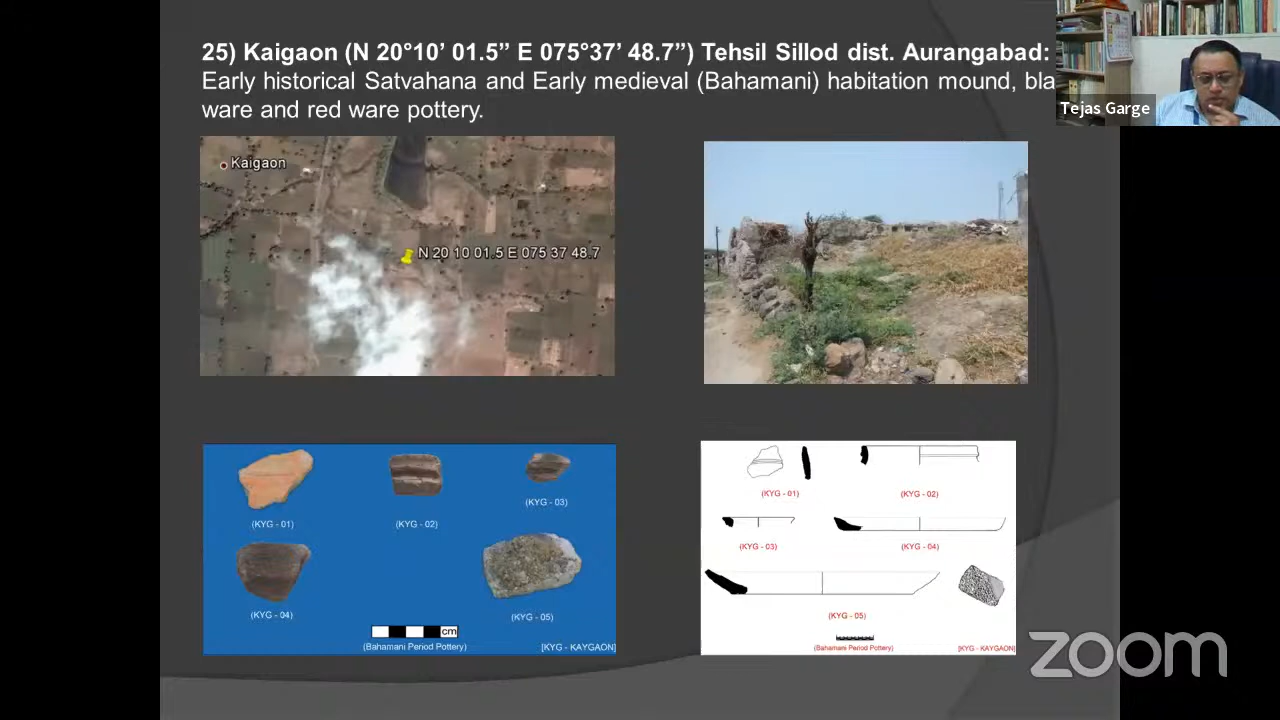 25) Kaigaon (N 20°10’ 01.5” E 075°37’ 48.7”) Tehsil Sillod dist. Aurangabad:
Early historical Satvahana and Early medieval (Bahamani) habitation mound, bla
ware and red ware pottery.
Tejas Garge
Kaigaon
N 20 10 01.5 E 075 37 48.7
(KYG - 01)
(KYG - 02)
(KYG - 03)
(KYG - 04)
(KYG - 05)
cm
(Bahamani Period Pottery)
[KYG - KAYGAON]
(KYG - 01)
(KYG - 02)
(KYG - 03)
(KYG - 04)
(KYG - 05)
(Bahamani Period Pottery)
[KYG - KAYGAON]
zoom